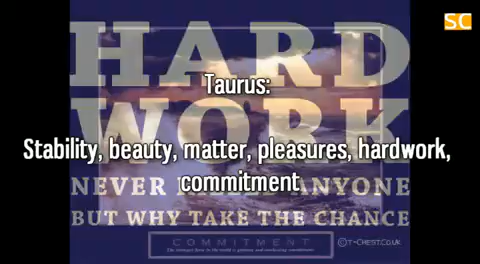 SC
HARD
Taurus:
WORK
Stability, beauty, matter, pleasures, hardwork,
commitment
NEVER ANYONE
BUT WHY TAKE THE CHANCE
COMMITMENT
©T-CHEST.CO.UK